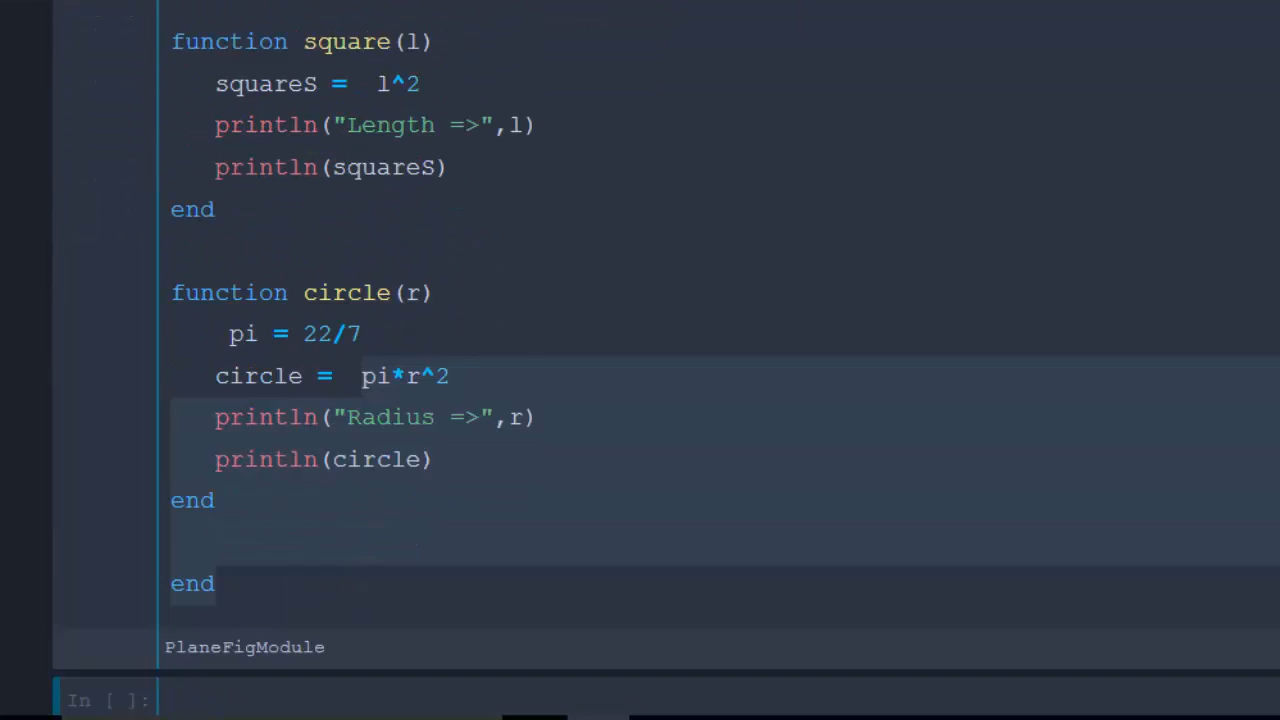 function square(l)
squareS =  l^2
println("Length =>",l)
println(squareS)
end
function circle(r)
pi = 22/7
circle =  pi*r^2
println("Radius =>",r)
println(circle)
end
end
PlaneFigModule
In [ ]: